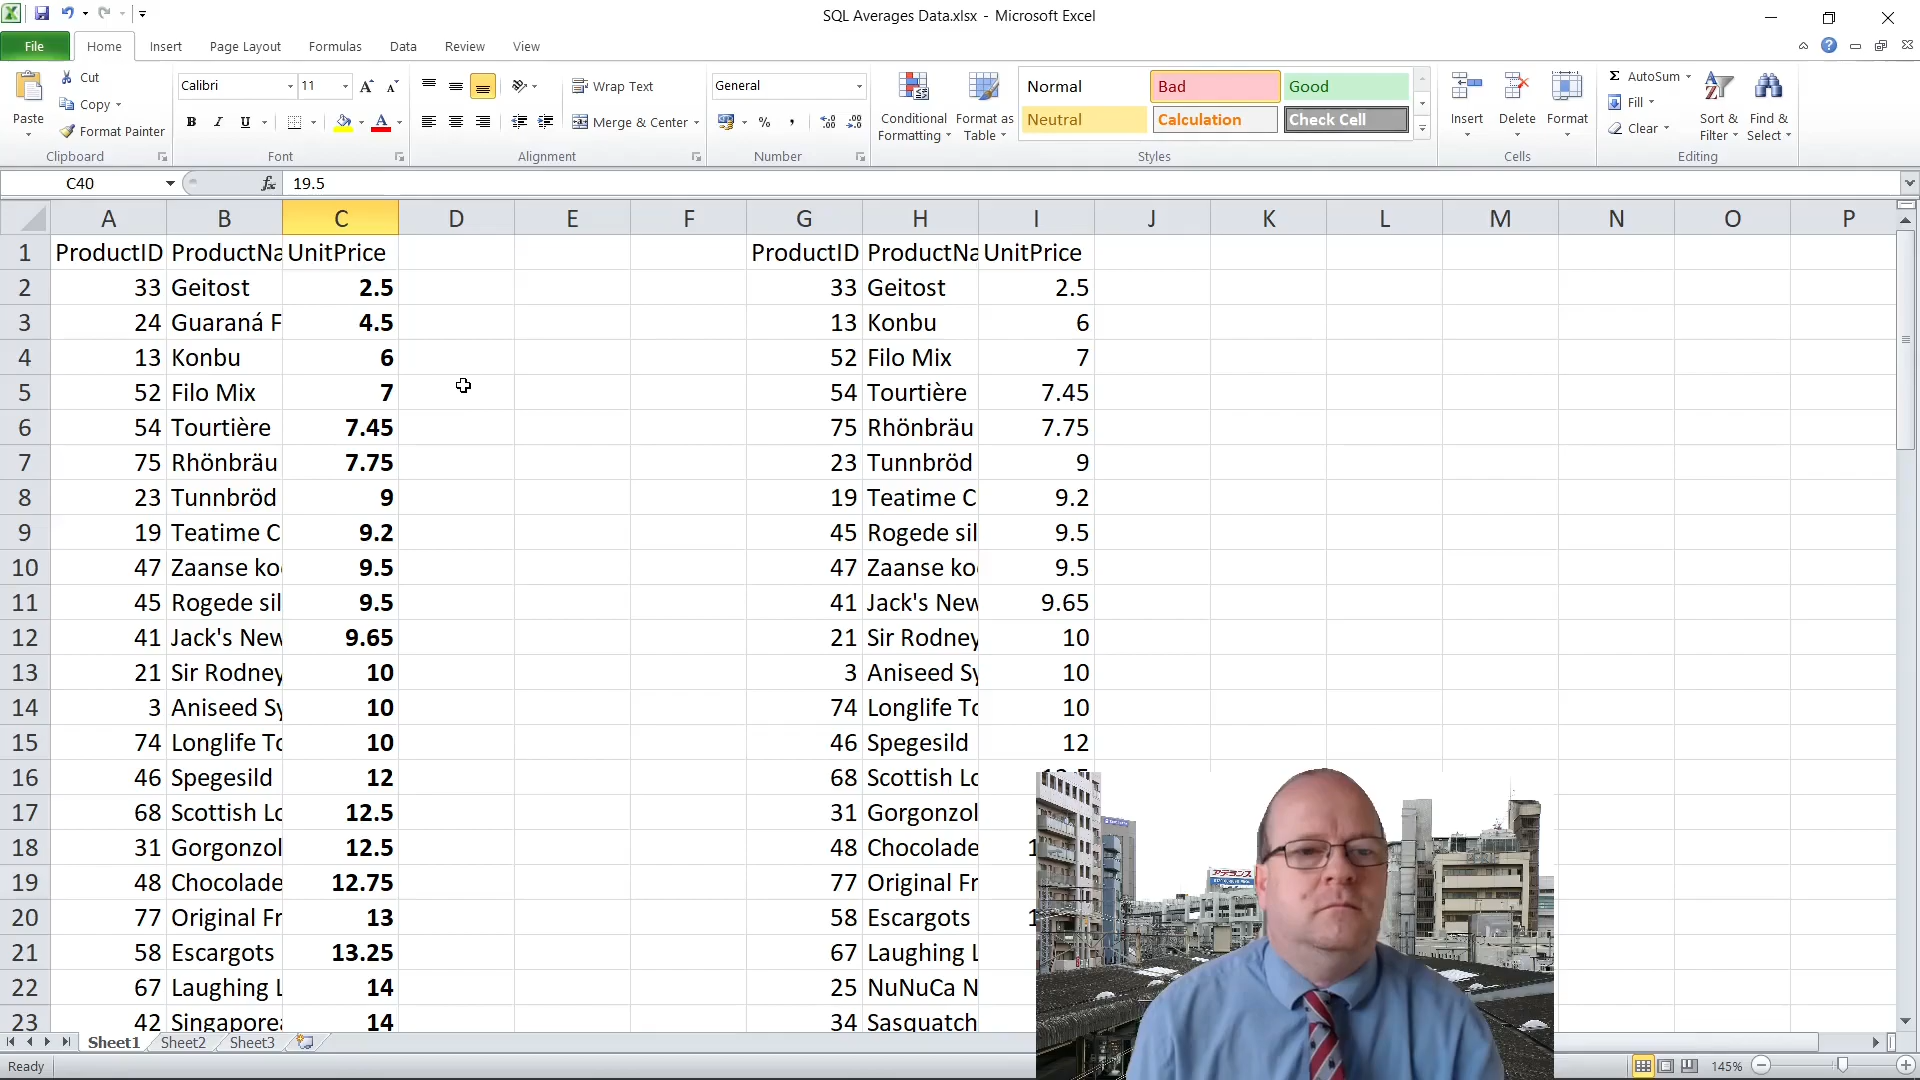 SQL Averages Data.xlsx - Microsoft Excel
File Home Insert Page Layout Formulas Data Review View
Paste
Cut
Copy
Format Painter
Clipboard
Calibri 11
B I U A
Font
Wrap Text
Merge & Center
Alignment
General
% ,
Number
Conditional Formatting
Format as Table
Normal Bad Good
Neutral Calculation Check Cell
Styles
Insert Delete Format
Cells
Σ AutoSum
Fill
Clear
Sort & Filter
Find & Select
Editing
C40 fx 19.5
A B C D E F G H I J K L M N O P
1 ProductID ProductNa UnitPrice ProductID ProductNa UnitPrice
2 33 Geitost 2.5 33 Geitost 2.5
3 24 Guaraná F 4.5 13 Konbu 6
4 13 Konbu 6 52 Filo Mix 7
5 52 Filo Mix 7 54 Tourtière 7.45
6 54 Tourtière 7.45 75 Rhönbräu 7.75
7 75 Rhönbräu 7.75 23 Tunnbröd 9
8 23 Tunnbröd 9 19 Teatime C 9.2
9 19 Teatime C 9.2 45 Rogede sil 9.5
10 47 Zaanse ko 9.5 47 Zaanse ko 9.5
11 45 Rogede sil 9.5 41 Jack's New 9.65
12 41 Jack's New 9.65 21 Sir Rodney 10
13 21 Sir Rodney 10 3 Aniseed Sy 10
14 3 Aniseed Sy 10 74 Longlife To 10
15 74 Longlife To 10 46 Spegesild 12
16 46 Spegesild 12 68 Scottish Lo
17 68 Scottish Lo 12.5 31 Gorgonzol
18 31 Gorgonzol 12.5 48 Chocolade 1
19 48 Chocolade 12.75 77 Original Fr
20 77 Original Fr 13 58 Escargots 1
21 58 Escargots 13.25 67 Laughing L
22 67 Laughing L 14 25 NuNuCa N
23 42 Singaporea 14 34 Sasquatch
アデランス
Sheet1 Sheet2 Sheet3
Ready 145%